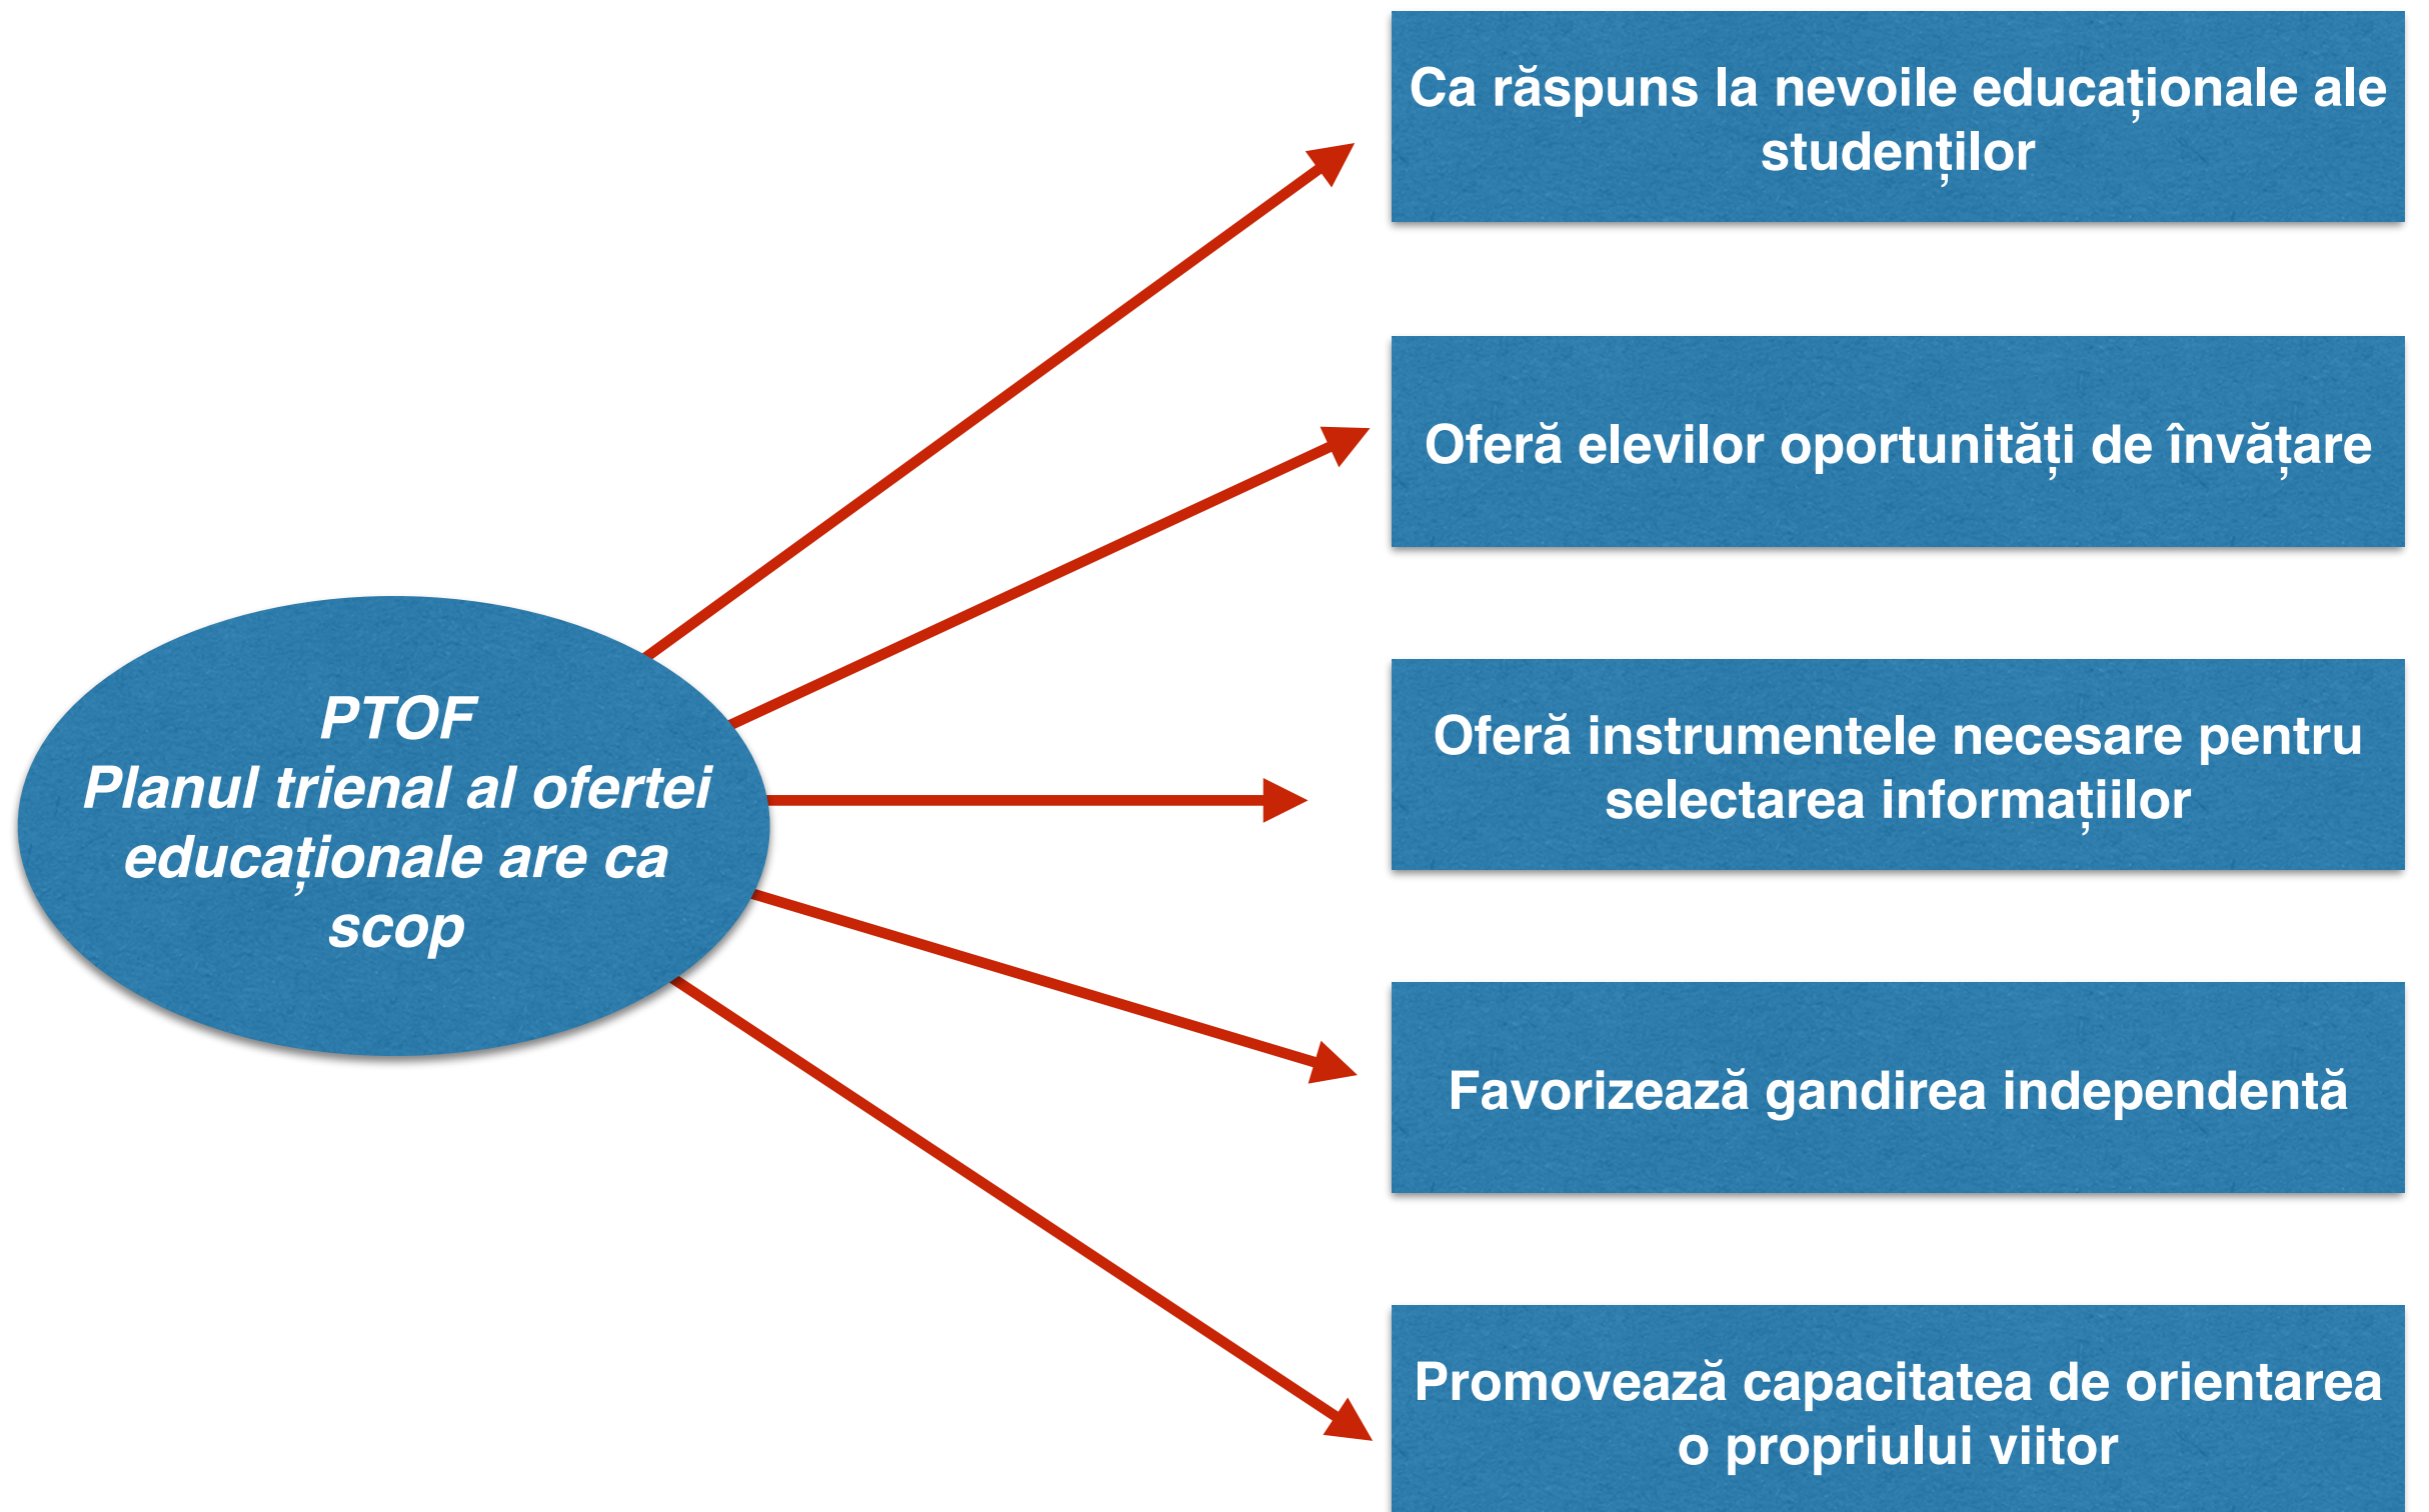 Ca răspuns la nevoile educaționale ale
studenților
Oferă elevilor oportunități de învățare
PTOF
Planul trienal al ofertei
educaționale are ca
scop
Oferă instrumentele necesare pentru
selectarea informațiilor
Favorizează gandirea independentă
Promovează capacitatea de orientarea
o propriului viitor